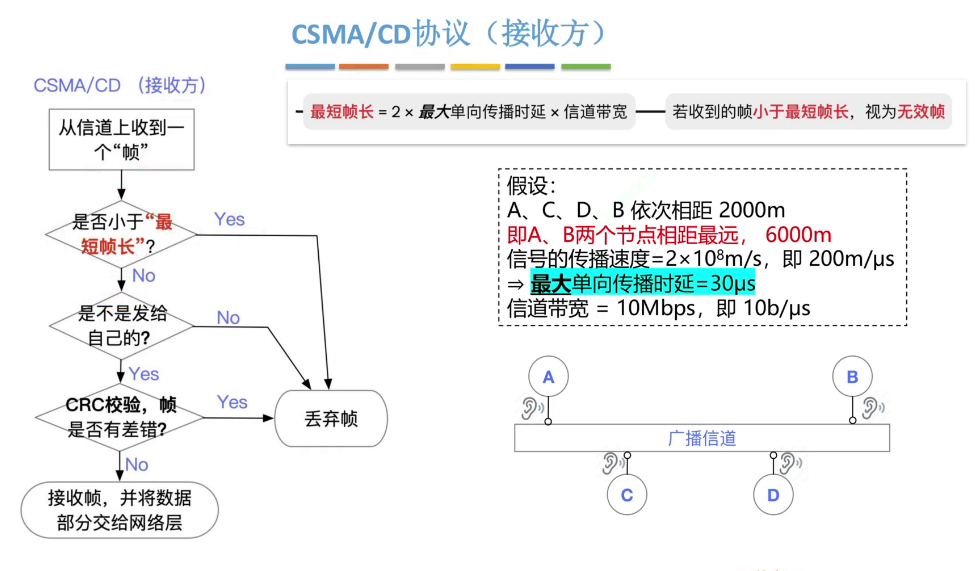 CSMA/CD协议（接收方）
CSMA/CD （接收方）
从信道上收到一
个“帧”
是否小于“最
短帧长”?
Yes
No
是不是发给
自己的?
No
Yes
CRC校验，帧
是否有差错?
Yes
No
丢弃帧
接收帧，并将数据
部分交给网络层
最短帧长 = 2 × 最大单向传播时延 × 信道带宽
若收到的帧小于最短帧长，视为无效帧
假设：
A、C、D、B 依次相距 2000m
即A、B两个节点相距最远， 6000m
信号的传播速度=2×10⁸m/s，即 200m/μs
⇒ 最大单向传播时延=30μs
信道带宽 = 10Mbps，即 10b/μs
A
B
广播信道
C
D